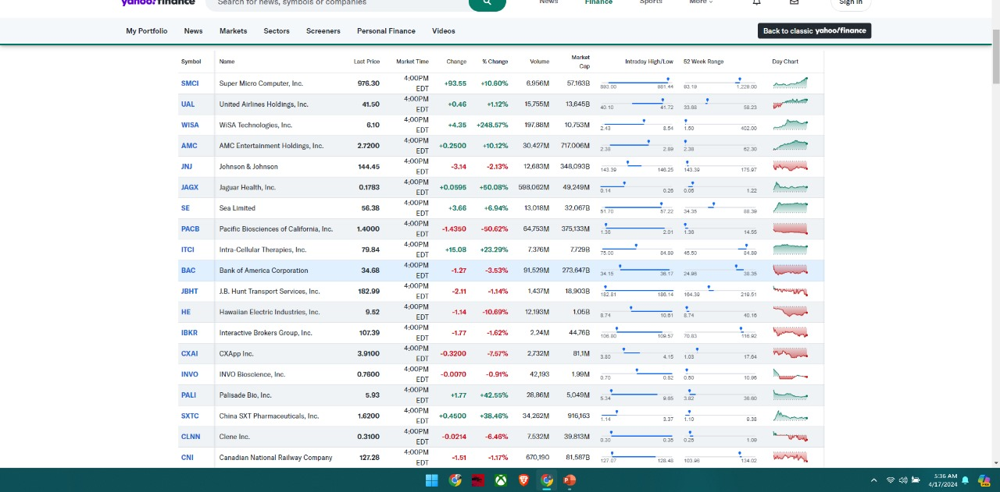 yahoo!finance Search for news, symbols or companies News Finance Sports More Sign in
My Portfolio News Markets Sectors Screeners Personal Finance Videos Back to classic yahoo!finance
Symbol Name Last Price Market Time Change % Change Volume Market Cap Intraday High/Low 52 Week Range Day Chart
SMCI Super Micro Computer, Inc. 976.30 4:00PM EDT +93.55 +10.60% 6,956M 57,163B 893.00 981.44 93.19 1,229.00
UAL United Airlines Holdings, Inc. 41.50 4:00PM EDT +0.46 +1.12% 15,755M 13,645B 40.10 41.72 33.68 58.23
WISA WiSA Technologies, Inc. 6.10 4:00PM EDT +4.35 +248.57% 197,88M 10,753M 2.43 8.54 1.50 402.00
AMC AMC Entertainment Holdings, Inc. 2.7200 4:00PM EDT +0.2500 +10.12% 30,427M 717,006M 2.38 2.89 2.38 62.30
JNJ Johnson & Johnson 144.45 4:00PM EDT -3.14 -2.13% 12,683M 348,093B 143.39 146.25 143.39 175.97
JAGX Jaguar Health, Inc. 0.1783 4:00PM EDT +0.0595 +50.08% 598,062M 49,249M 0.14 0.26 0.05 1.22
SE Sea Limited 56.38 4:00PM EDT +3.66 +6.94% 13,018M 32,067B 51.70 57.22 34.35 88.39
PACB Pacific Biosciences of California, Inc. 1.4000 4:00PM EDT -1.4350 -50.62% 64,753M 375,133M 1.36 2.01 1.36 14.55
ITCI Intra-Cellular Therapies, Inc. 79.84 4:00PM EDT +15.08 +23.29% 7,376M 7,729B 75.00 84.89 45.50 84.89
BAC Bank of America Corporation 34.68 4:00PM EDT -1.27 -3.53% 91,529M 273,647B 34.15 36.17 24.96 38.35
JBHT J.B. Hunt Transport Services, Inc. 182.99 4:00PM EDT -2.11 -1.14% 1,437M 18,903B 182.81 186.14 164.39 219.51
HE Hawaiian Electric Industries, Inc. 9.52 4:00PM EDT -1.14 -10.69% 12,193M 1.05B 8.74 10.61 8.74 40.16
IBKR Interactive Brokers Group, Inc. 107.39 4:00PM EDT -1.77 -1.62% 2,24M 44,76B 106.80 109.57 70.83 116.92
CXAI CXApp Inc. 3.9100 4:00PM EDT -0.3200 -7.57% 2,732M 81,1M 3.80 4.15 1.03 17.64
INVO INVO Bioscience, Inc. 0.7600 4:00PM EDT -0.0070 -0.91% 42,193 1.99M 0.70 0.82 0.50 10.96
PALI Palisade Bio, Inc. 5.93 4:00PM EDT +1.77 +42.55% 28,86M 5,049M 5.34 9.65 3.82 36.60
SXTC China SXT Pharmaceuticals, Inc. 1.6200 4:00PM EDT +0.4500 +38.46% 34,262M 916,163 1.14 3.37 1.10 9.38
CLNN Clene Inc. 0.3100 4:00PM EDT -0.0214 -6.46% 7,532M 39,813M 0.30 0.35 0.25 1.09
CNI Canadian National Railway Company 127.28 4:00PM EDT -1.51 -1.17% 670,190 81,587B 127.07 128.48 103.96 134.02
5:36 AM
4/17/2024